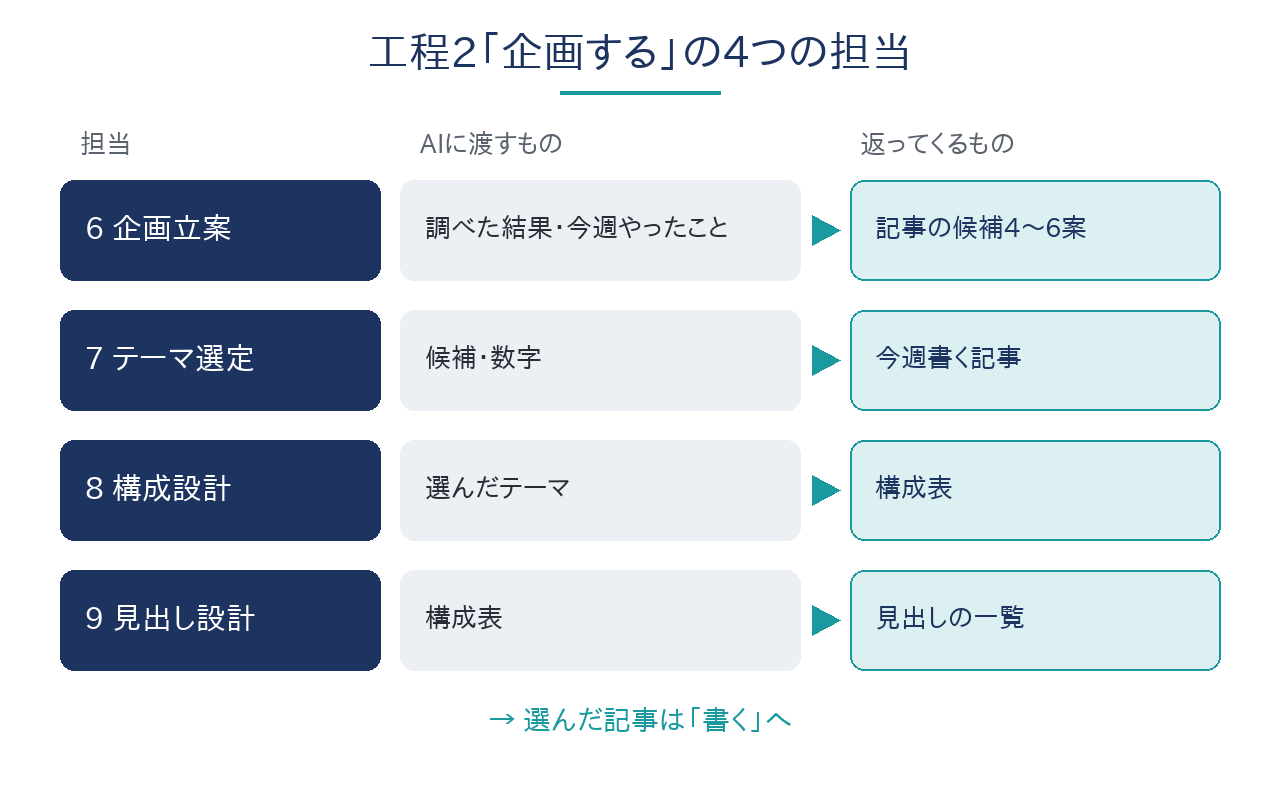 工程2「企画する」の4つの担当
担当
AIに渡すもの
返ってくるもの
6 企画立案
調べた結果・今週やったこと
記事の候補4〜6案
7 テーマ選定
候補・数字
今週書く記事
8 構成設計
選んだテーマ
構成表
9 見出し設計
構成表
見出しの一覧
→ 選んだ記事は「書く」へ